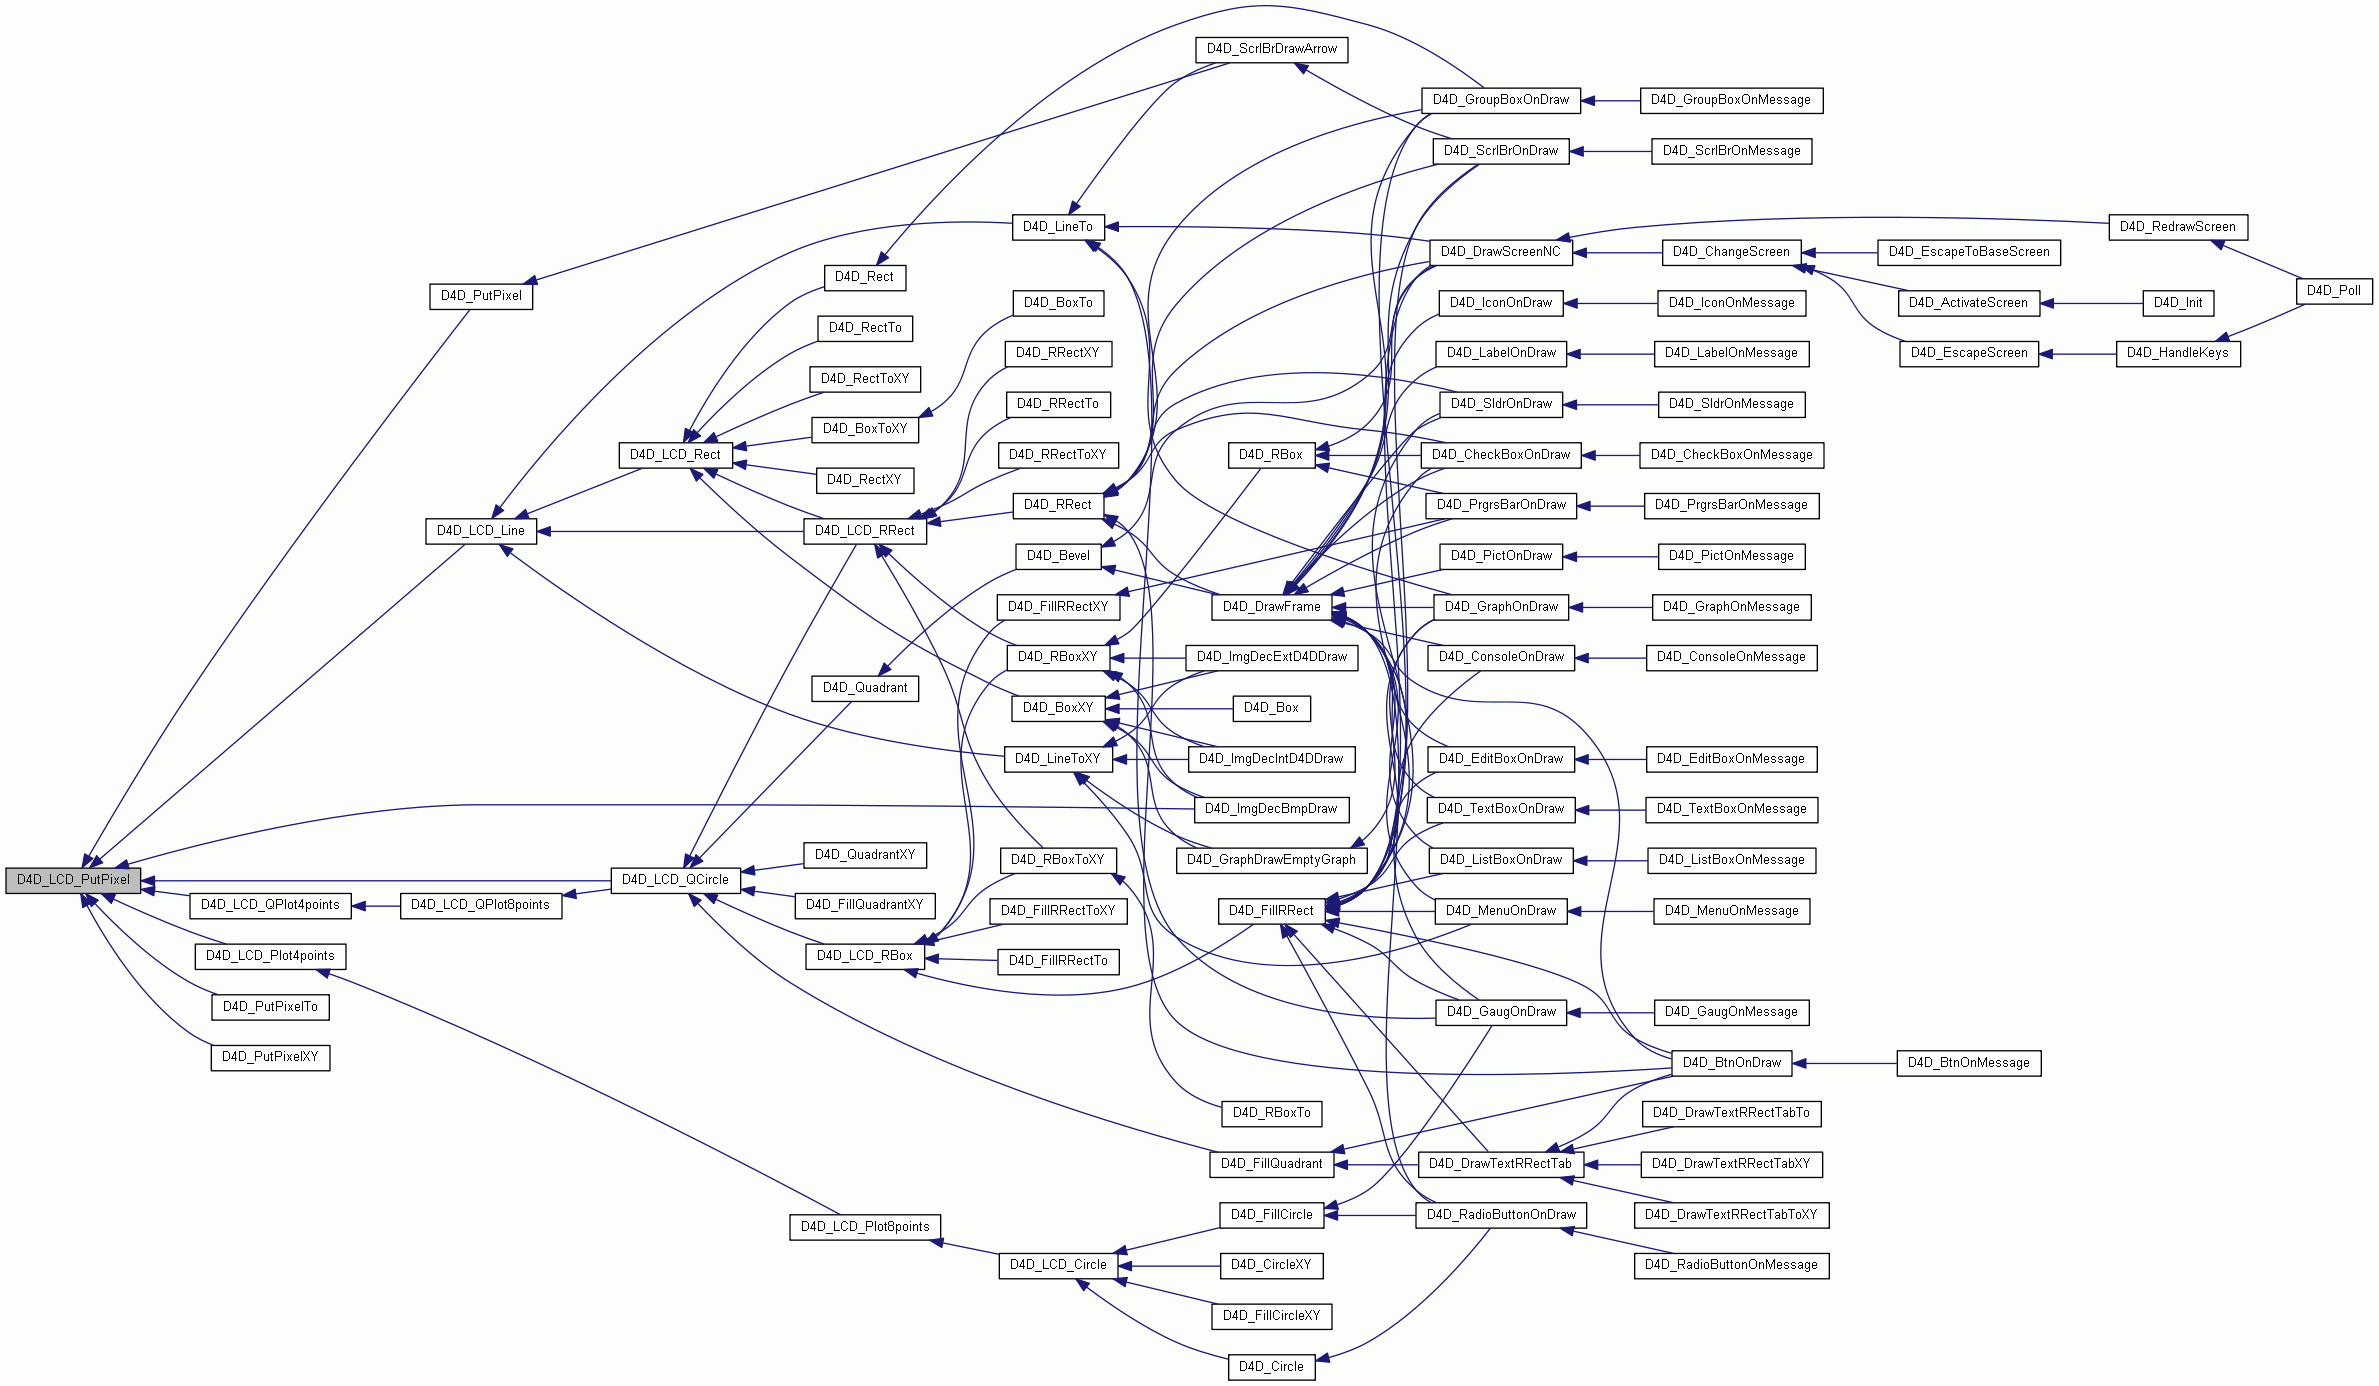 D4D_ScrlBrDrawArrow
D4D_GroupBoxOnDraw
D4D_GroupBoxOnMessage
D4D_ScrlBrOnDraw
D4D_ScrlBrOnMessage
D4D_LineTo
D4D_RedrawScreen
D4D_DrawScreenNC
D4D_ChangeScreen
D4D_EscapeToBaseScreen
D4D_Rect
D4D_PutPixel
D4D_BoxTo
D4D_IconOnDraw
D4D_IconOnMessage
D4D_ActivateScreen
D4D_Init
D4D_Poll
D4D_RectTo
D4D_RRectXY
D4D_LabelOnDraw
D4D_LabelOnMessage
D4D_EscapeScreen
D4D_HandleKeys
D4D_RectToXY
D4D_RRectTo
D4D_SldrOnDraw
D4D_SldrOnMessage
D4D_BoxToXY
D4D_LCD_Rect
D4D_RRectToXY
D4D_RBox
D4D_CheckBoxOnDraw
D4D_CheckBoxOnMessage
D4D_RectXY
D4D_RRect
D4D_PrgrsBarOnDraw
D4D_PrgrsBarOnMessage
D4D_LCD_Line
D4D_LCD_RRect
D4D_Bevel
D4D_PictOnDraw
D4D_PictOnMessage
D4D_FillRRectXY
D4D_DrawFrame
D4D_GraphOnDraw
D4D_GraphOnMessage
D4D_RBoxXY
D4D_ImgDecExtD4DDraw
D4D_ConsoleOnDraw
D4D_ConsoleOnMessage
D4D_Quadrant
D4D_BoxXY
D4D_Box
D4D_LineToXY
D4D_ImgDecIntD4DDraw
D4D_EditBoxOnDraw
D4D_EditBoxOnMessage
D4D_ImgDecBmpDraw
D4D_TextBoxOnDraw
D4D_TextBoxOnMessage
D4D_QuadrantXY
D4D_RBoxToXY
D4D_GraphDrawEmptyGraph
D4D_ListBoxOnDraw
D4D_ListBoxOnMessage
D4D_LCD_PutPixel
D4D_LCD_QCircle
D4D_LCD_QPlot4points
D4D_LCD_QPlot8points
D4D_FillQuadrantXY
D4D_FillRRectToXY
D4D_FillRRect
D4D_MenuOnDraw
D4D_MenuOnMessage
D4D_LCD_Plot4points
D4D_LCD_RBox
D4D_FillRRectTo
D4D_PutPixelTo
D4D_GaugOnDraw
D4D_GaugOnMessage
D4D_PutPixelXY
D4D_BtnOnDraw
D4D_BtnOnMessage
D4D_RBoxTo
D4D_DrawTextRRectTabTo
D4D_FillQuadrant
D4D_DrawTextRRectTab
D4D_DrawTextRRectTabXY
D4D_LCD_Plot8points
D4D_FillCircle
D4D_RadioButtonOnDraw
D4D_DrawTextRRectTabToXY
D4D_LCD_Circle
D4D_CircleXY
D4D_RadioButtonOnMessage
D4D_FillCircleXY
D4D_Circle